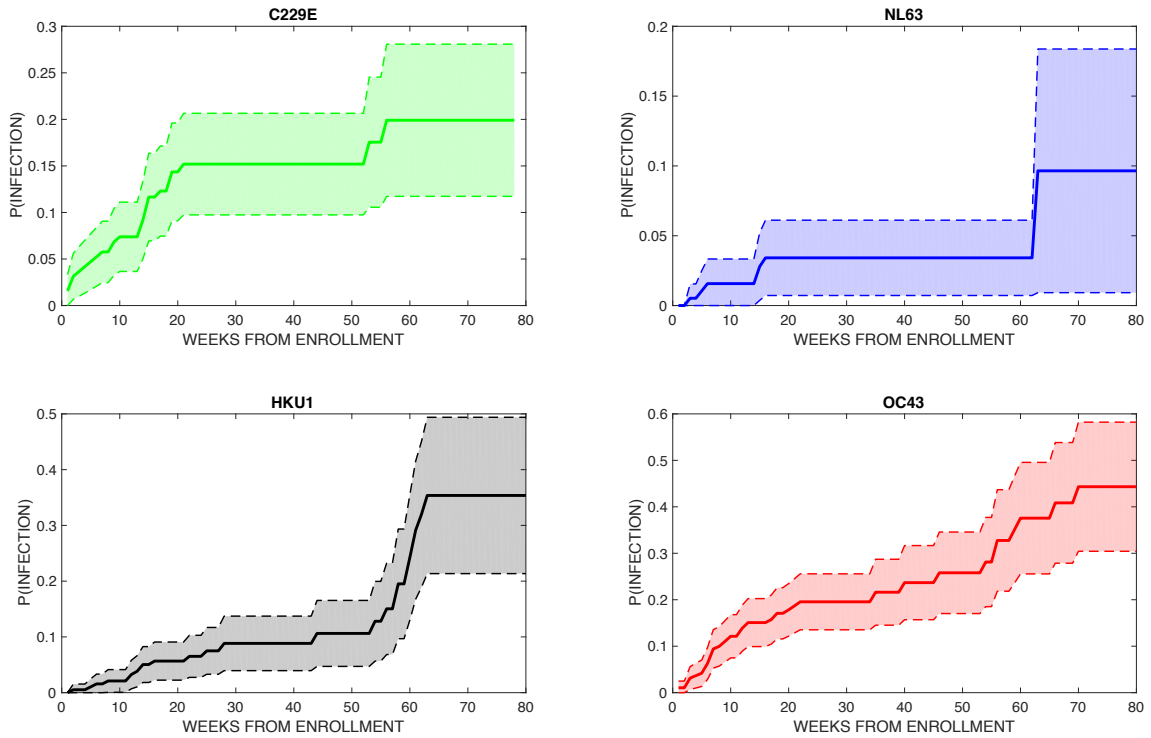 C229E
P(INFECTION)
0.3
0.25
0.2
0.15
0.1
0.05
0
0 10 20 30 40 50 60 70 80
WEEKS FROM ENROLLMENT
NL63
P(INFECTION)
0.2
0.15
0.1
0.05
0
0 10 20 30 40 50 60 70 80
WEEKS FROM ENROLLMENT
HKU1
P(INFECTION)
0.5
0.4
0.3
0.2
0.1
0
0 10 20 30 40 50 60 70 80
WEEKS FROM ENROLLMENT
OC43
P(INFECTION)
0.6
0.5
0.4
0.3
0.2
0.1
0
0 10 20 30 40 50 60 70 80
WEEKS FROM ENROLLMENT